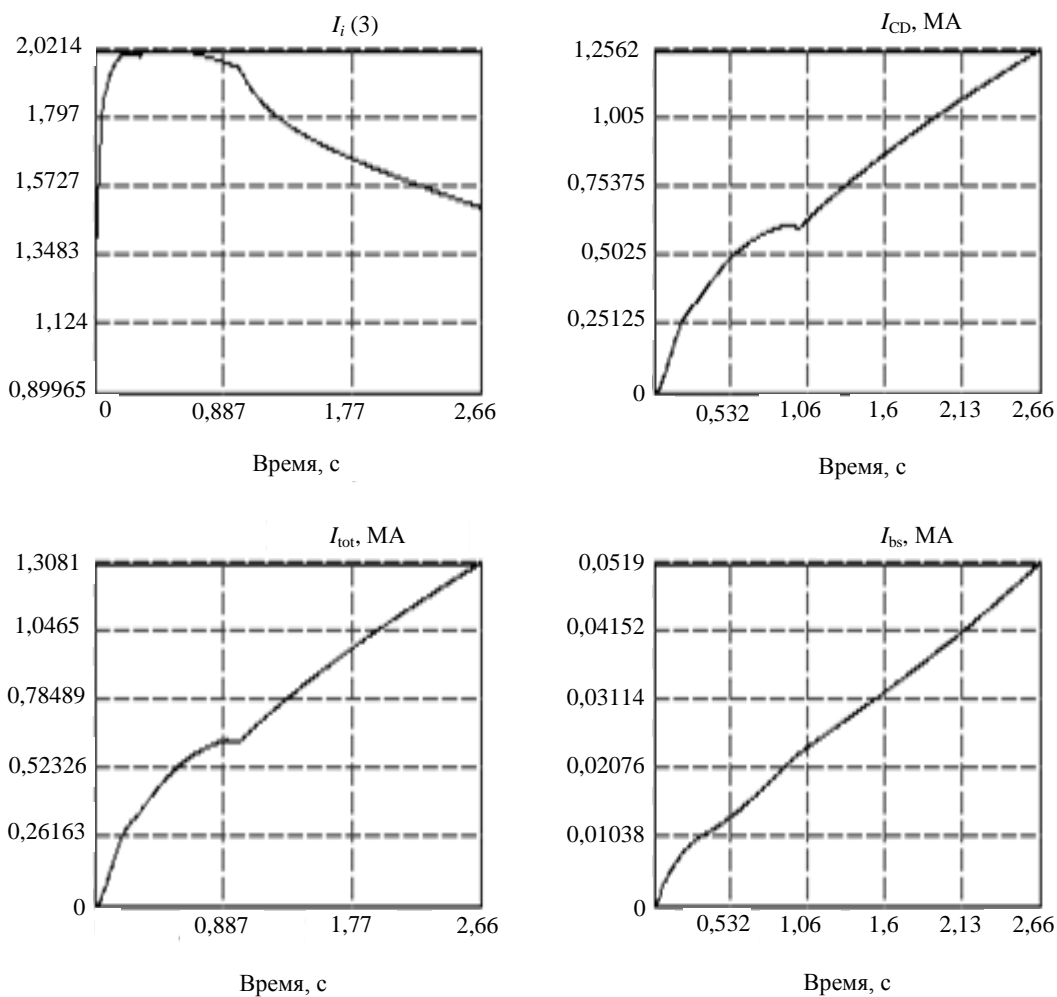 I_i (3)
2,0214
1,797
1,5727
1,3483
1,124
0,89965
0 0,887 1,77 2,66
Время, с
I_CD, МА
1,2562
1,005
0,75375
0,5025
0,25125
0
0,532 1,06 1,6 2,13 2,66
Время, с
I_tot, МА
1,3081
1,0465
0,78489
0,52326
0,26163
0
0,887 1,77 2,66
Время, с
I_bs, МА
0,0519
0,04152
0,03114
0,02076
0,01038
0
0,532 1,06 1,6 2,13 2,66
Время, с